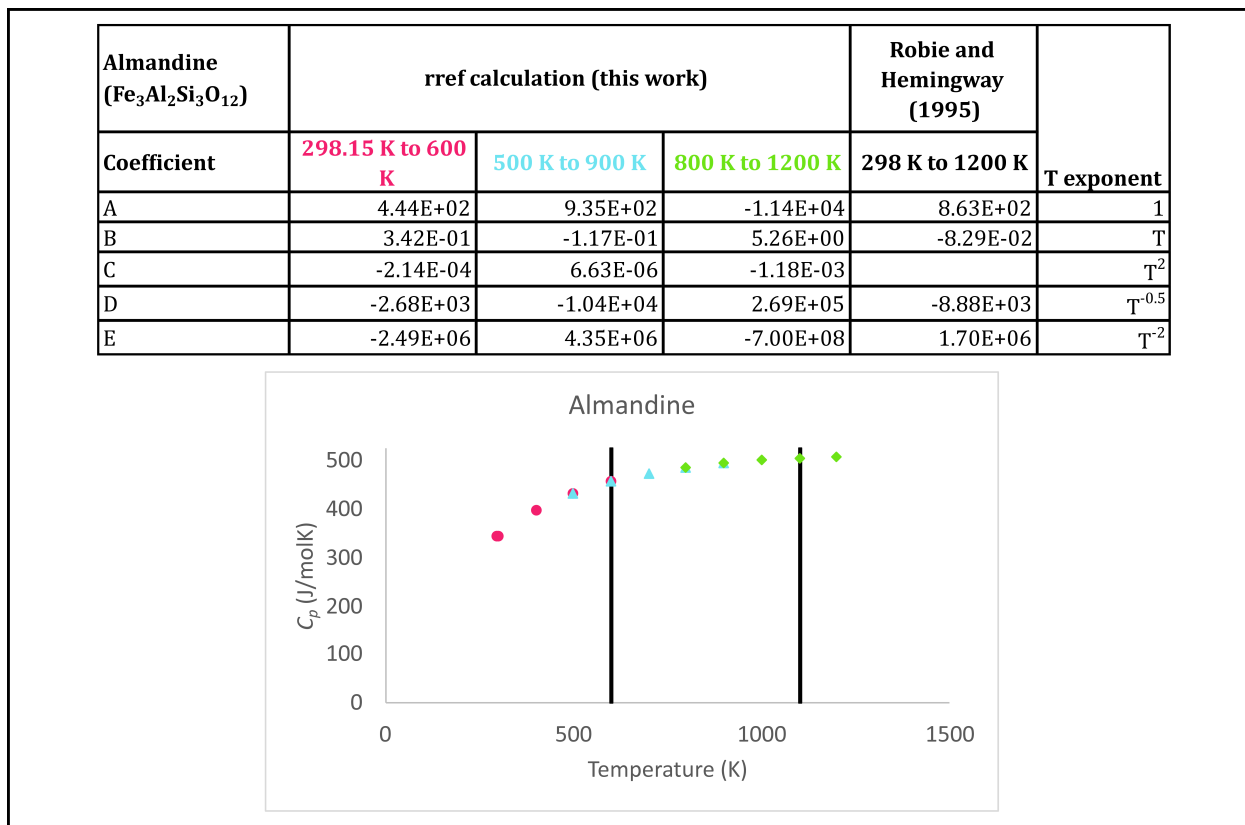 Almandine (Fe₃Al₂Si₃O₁₂) rref calculation (this work) Robie and Hemingway (1995) T exponent
Coefficient 298.15 K to 600 K 500 K to 900 K 800 K to 1200 K 298 K to 1200 K
A 4.44E+02 9.35E+02 -1.14E+04 8.63E+02 1
B 3.42E-01 -1.17E-01 5.26E+00 -8.29E-02 T
C -2.14E-04 6.63E-06 -1.18E-03 T²
D -2.68E+03 -1.04E+04 2.69E+05 -8.88E+03 T⁻⁰·⁵
E -2.49E+06 4.35E+06 -7.00E+08 1.70E+06 T⁻²
Almandine
500
400
300
200
100
0
Cₚ (J/molK)
0 500 1000 1500
Temperature (K)